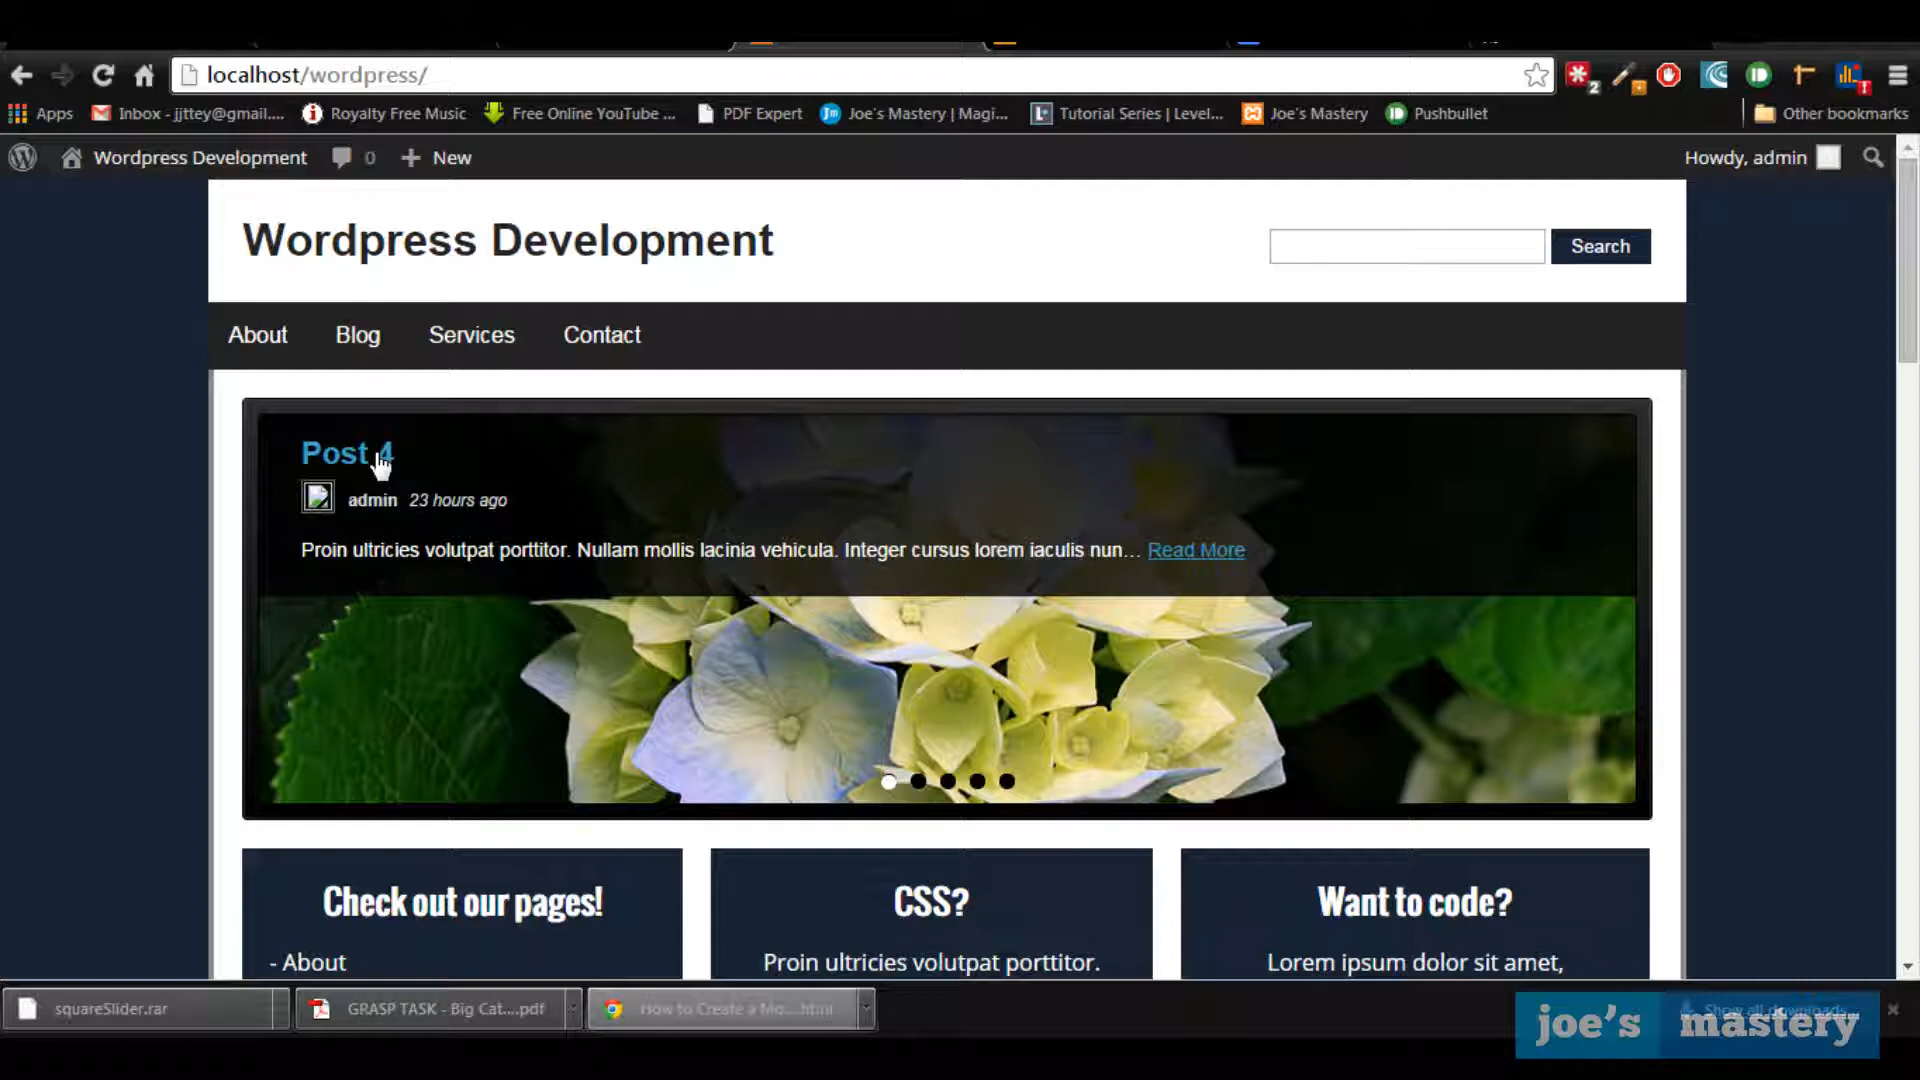 localhost/wordpress/
Apps
Inbox - jjttey@gmail....
Royalty Free Music
Free Online YouTube ...
PDF Expert
Joe's Mastery | Magi...
Tutorial Series | Level...
Joe's Mastery
Pushbullet
Other bookmarks
Wordpress Development
0
New
Howdy, admin
Wordpress Development
Search
About
Blog
Services
Contact
Post 4
admin 23 hours ago
Proin ultricies volutpat porttitor. Nullam mollis lacinia vehicula. Integer cursus lorem iaculis nun... Read More
Check out our pages!
- About
CSS?
Proin ultricies volutpat porttitor.
Want to code?
Lorem ipsum dolor sit amet,
squareSlider.rar
GRASP TASK - Big Cat....pdf
How to Create a Mo....html
Show all downloads...
joe's mastery